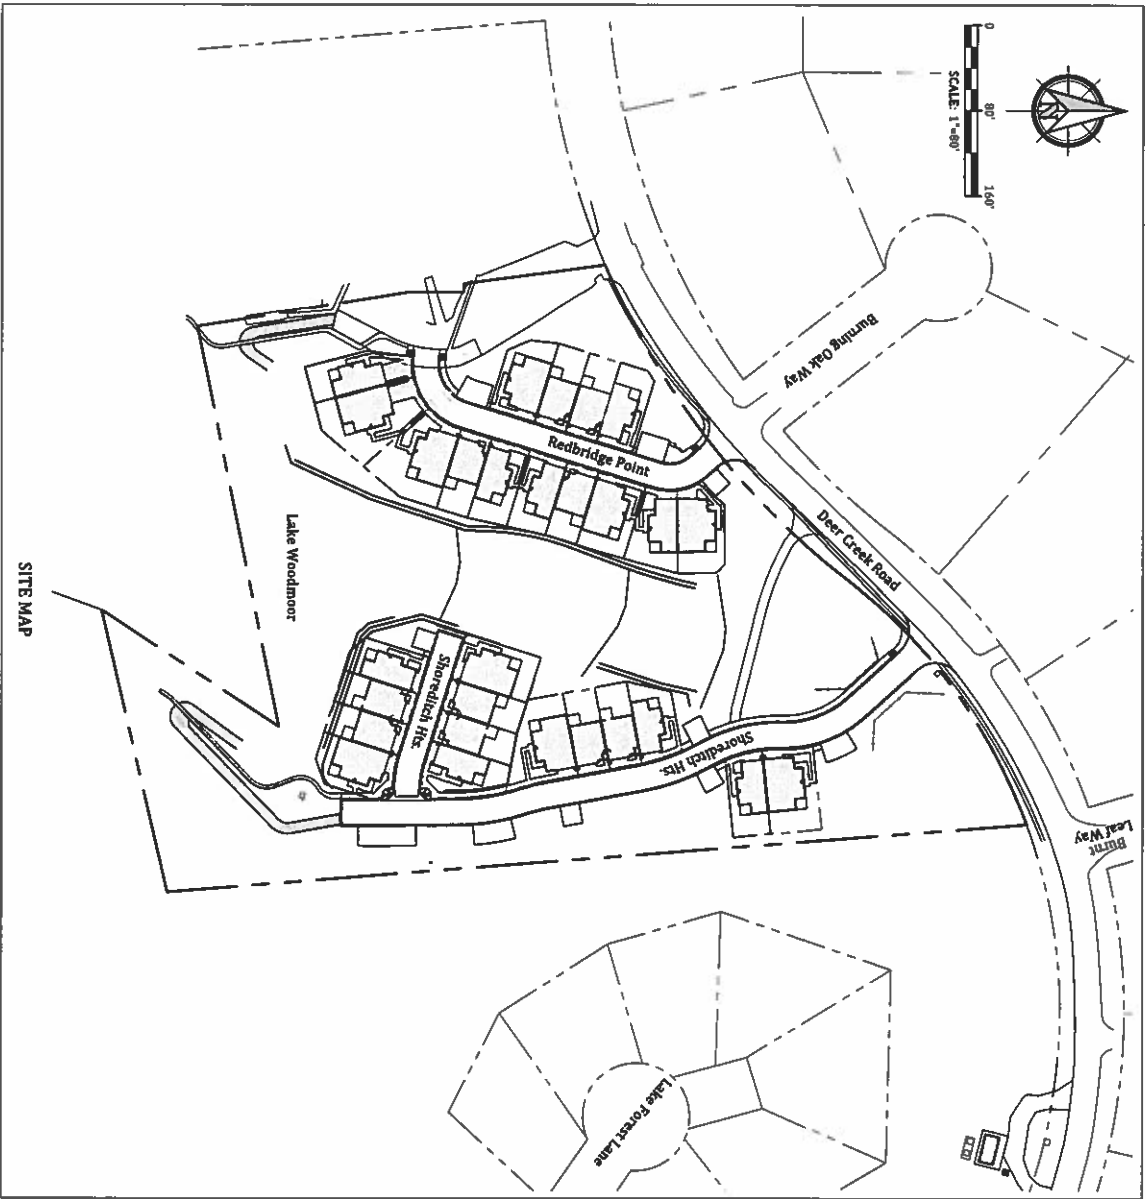 0
80'
160'
SCALE: 1"=80'
N
Burning Oak Way
Redbridge Point
Deer Creek Road
Lake Woodmoor
SITE MAP
Shoreditch Hts.
Shoreditch Hts.
Burnt
Leaf Way
Lake Forest Lane